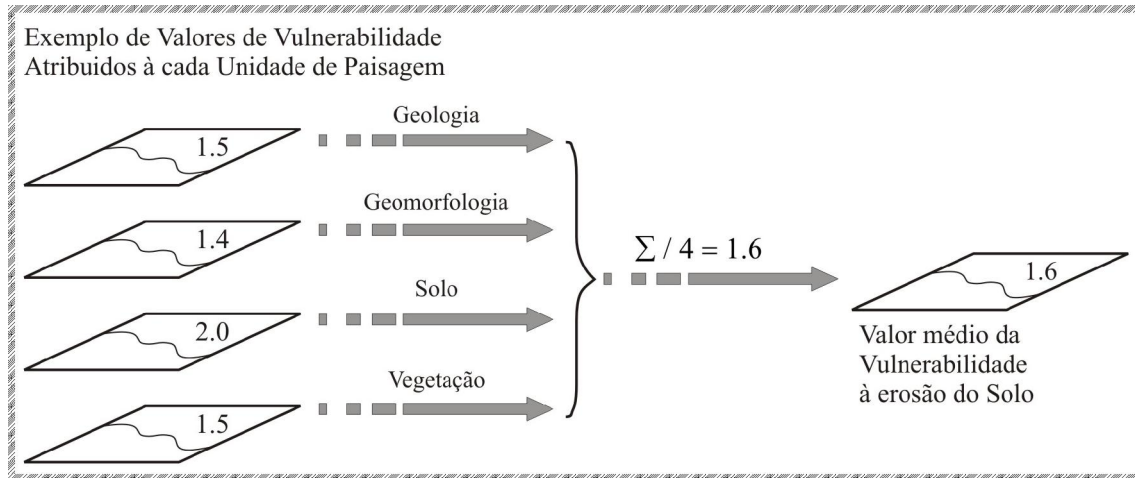 Exemplo de Valores de Vulnerabilidade
Atribuidos à cada Unidade de Paisagem
1.5
Geologia
1.4
Geomorfologia
2.0
Solo
1.5
Vegetação
∑ / 4 = 1.6
1.6
Valor médio da
Vulnerabilidade
à erosão do Solo